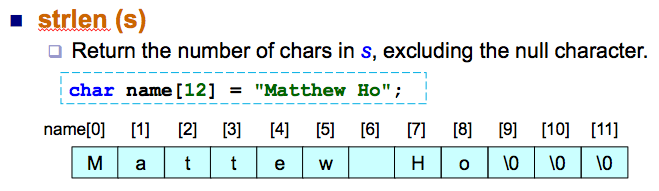 strlen (s)
Return the number of chars in s, excluding the null character.
char name[12] = "Matthew Ho";
name[0] [1] [2] [3] [4] [5] [6] [7] [8] [9] [10] [11]
M a t t e w H o \0 \0 \0